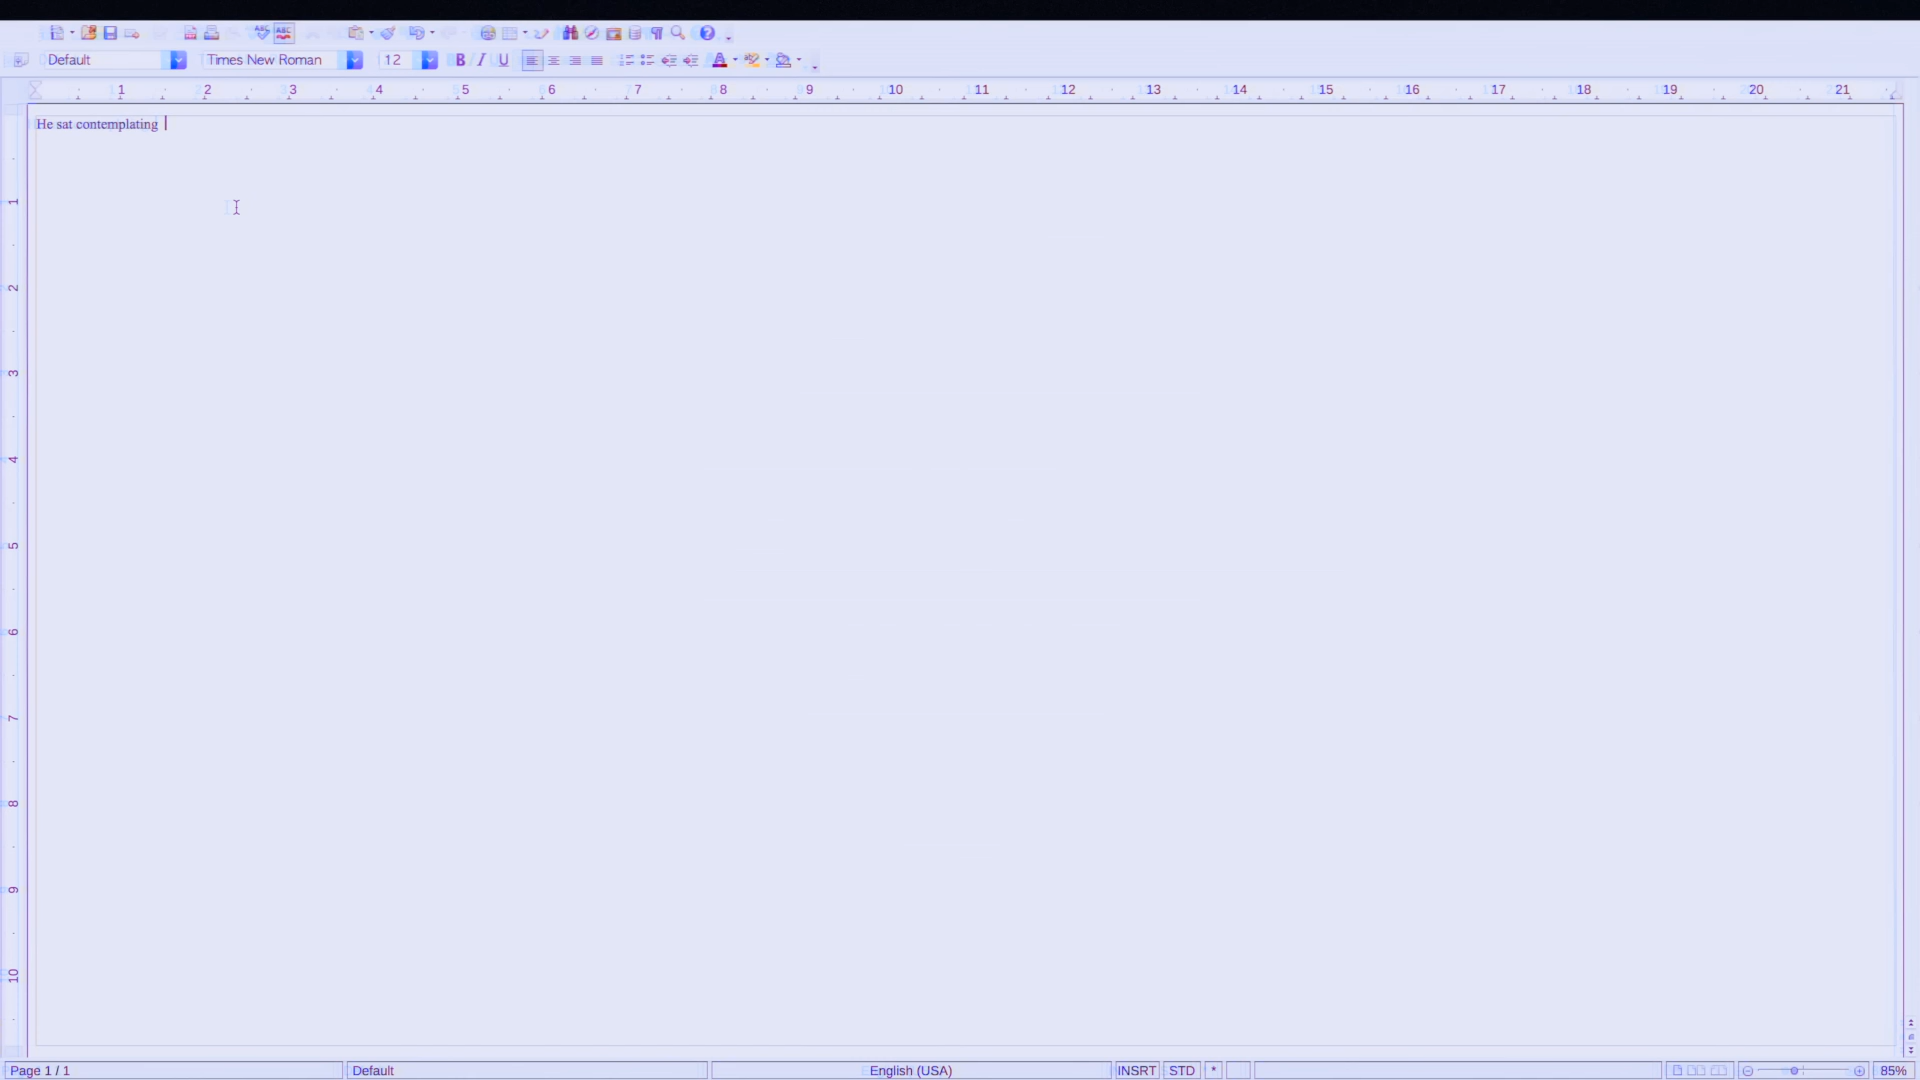 ABC ABC
Default Times New Roman 12 B I U A
1 2 3 4 5 6 7 8 9 10 11 12 13 14 15 16 17 18 19 20 21
He sat contemplating
1
2
3
4
5
6
7
8
9
10
Page 1 / 1 Default English (USA) INSRT STD * 85%